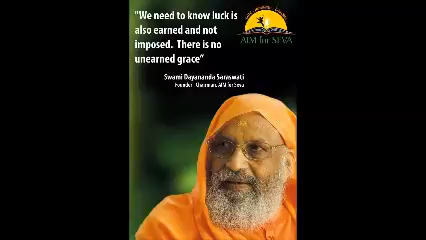 "We need to know luck is
also earned and not
imposed. There is no
unearned grace"
Swami Dayananda Saraswati
Founder - Chairman, AIM for Seva
AIM for SEVA